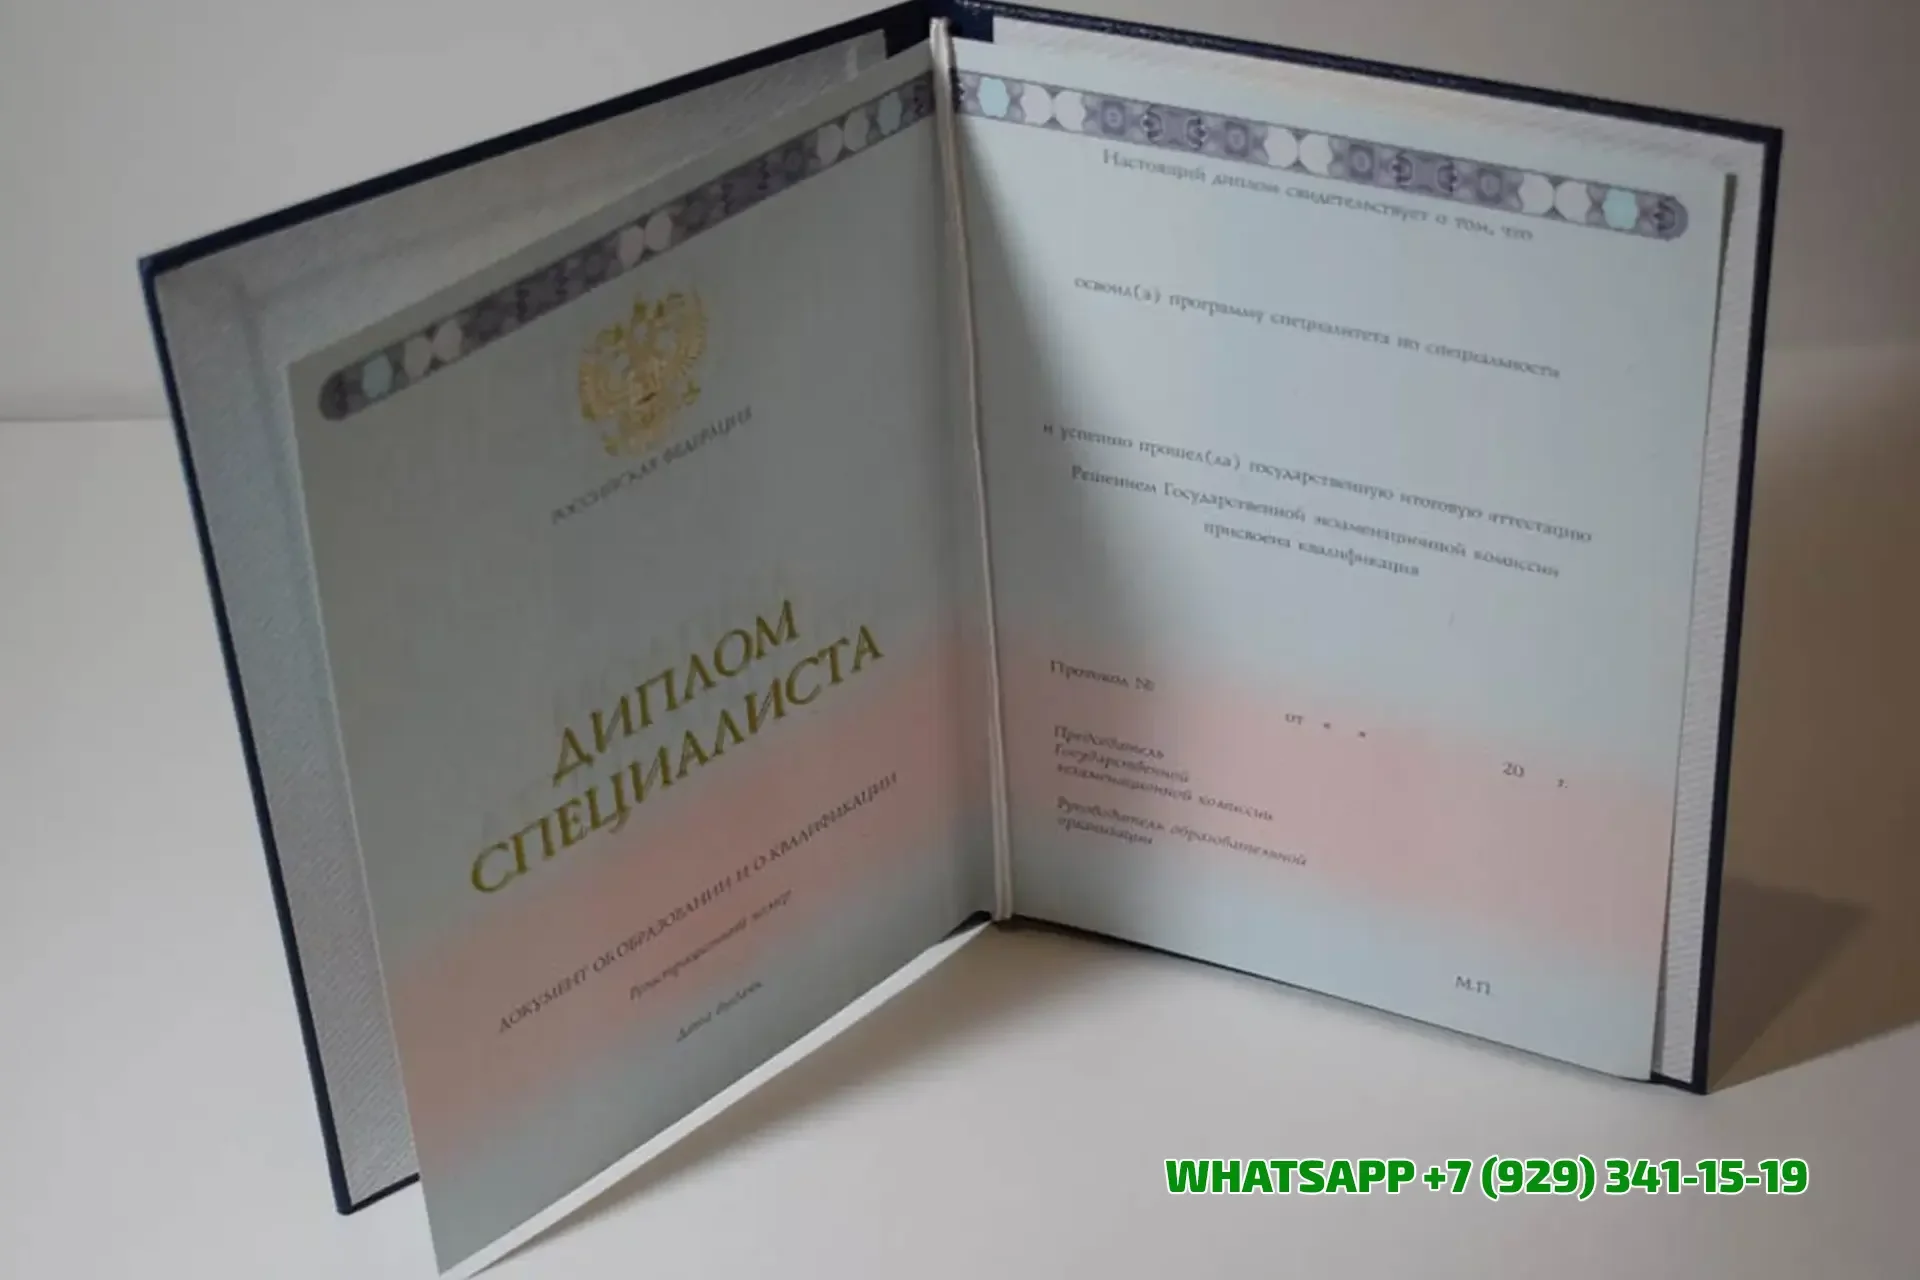 РОССИЙСКАЯ ФЕДЕРАЦИЯ
ДИПЛОМ
СПЕЦИАЛИСТА
ДОКУМЕНТ ОБ ОБРАЗОВАНИИ И О КВАЛИФИКАЦИИ
Регистрационный номер
Дата выдачи
Настоящий диплом свидетельствует о том, что
освоил(а) программу специалитета по специальности
и успешно прошел(ла) государственную итоговую аттестацию
Решением Государственной экзаменационной комиссии
присвоена квалификация
Протокол №
от « »
20 г.
Председатель
Государственной
экзаменационной комиссии
Руководитель образовательной
организации
М.П.
WHATSAPP +7 (929) 341-15-19